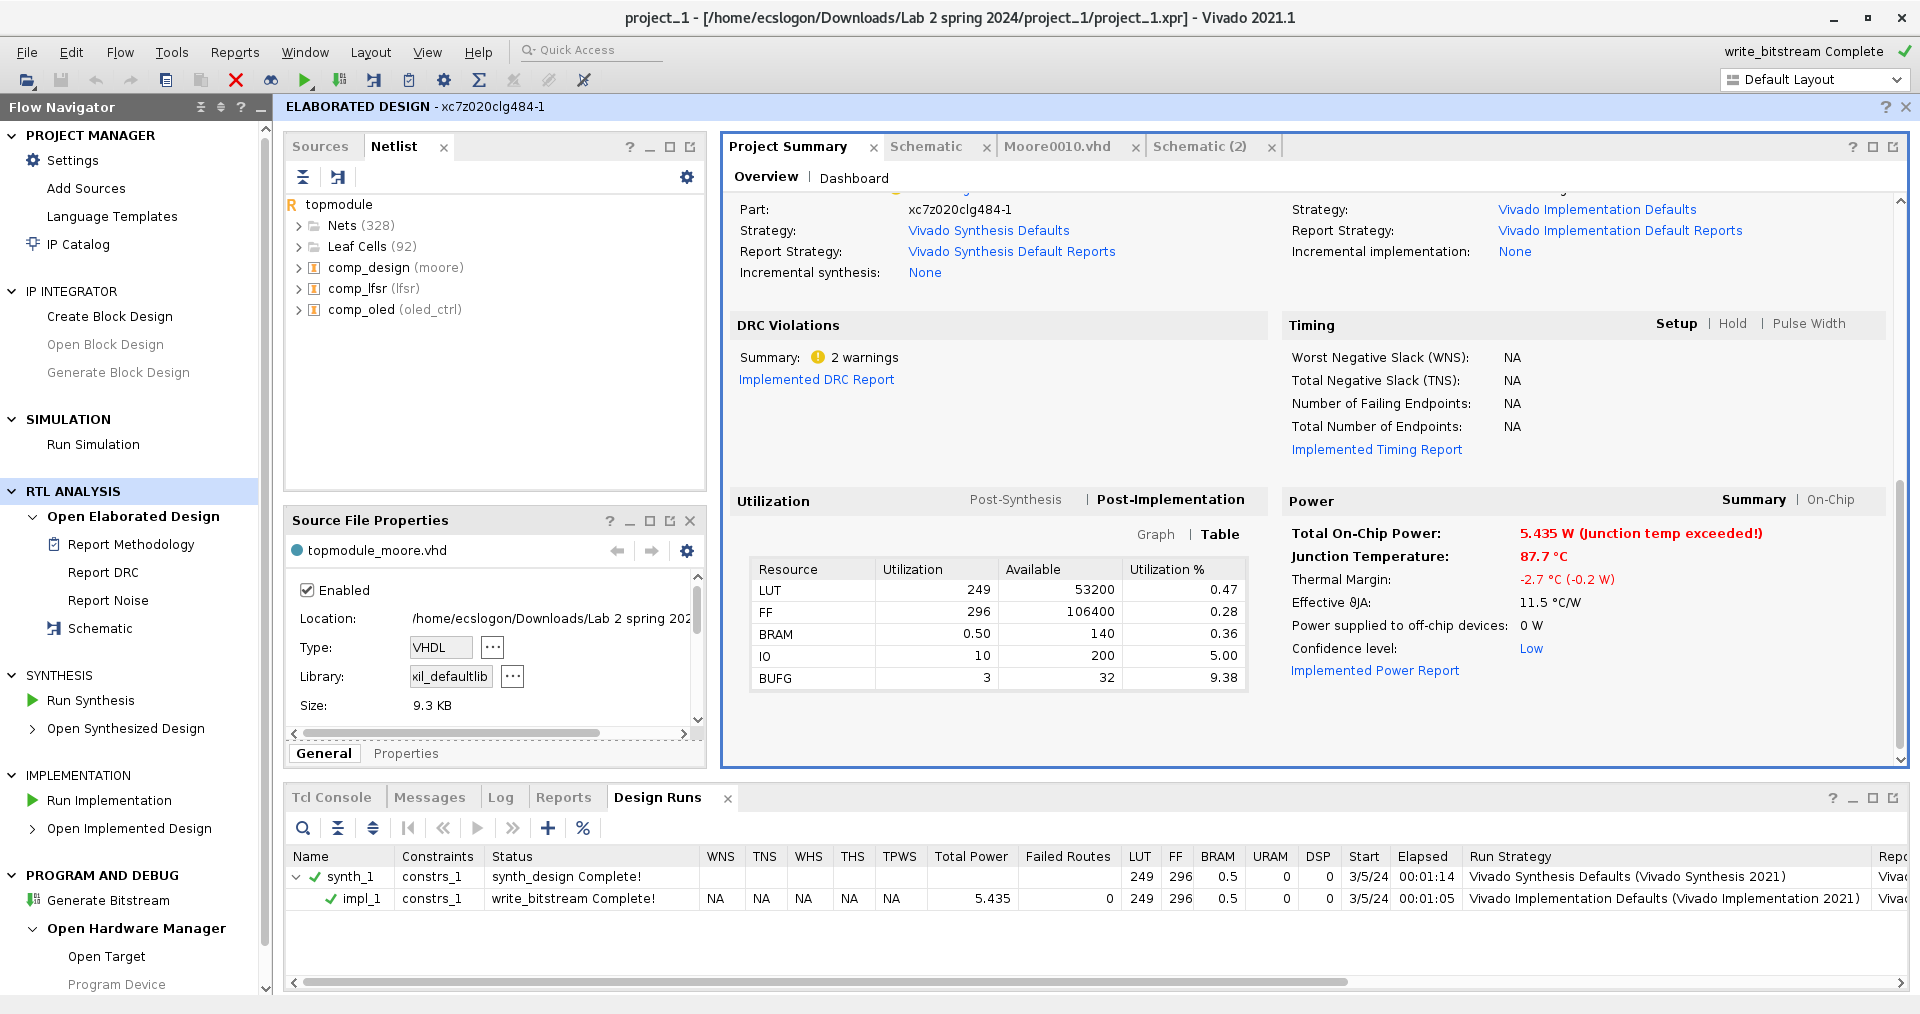 project_1 - [/home/ecslogon/Downloads/Lab 2 spring 2024/project_1/project_1.xpr] - Vivado 2021.1
File Edit Flow Tools Reports Window Layout View Help Quick Access write_bitstream Complete
Default Layout
Flow Navigator
ELABORATED DESIGN - xc7z020clg484-1
PROJECT MANAGER
Settings
Add Sources
Language Templates
IP Catalog
IP INTEGRATOR
Create Block Design
Open Block Design
Generate Block Design
SIMULATION
Run Simulation
RTL ANALYSIS
Open Elaborated Design
Report Methodology
Report DRC
Report Noise
Schematic
SYNTHESIS
Run Synthesis
Open Synthesized Design
IMPLEMENTATION
Run Implementation
Open Implemented Design
PROGRAM AND DEBUG
Generate Bitstream
Open Hardware Manager
Open Target
Program Device
Sources Netlist
topmodule
Nets (328)
Leaf Cells (92)
comp_design (moore)
comp_lfsr (lfsr)
comp_oled (oled_ctrl)
Source File Properties
topmodule_moore.vhd
Enabled
Location: /home/ecslogon/Downloads/Lab 2 spring 202
Type: VHDL
Library: xil_defaultlib
Size: 9.3 KB
General Properties
Project Summary Schematic Moore0010.vhd Schematic (2)
Overview | Dashboard
Part: xc7z020clg484-1
Strategy: Vivado Synthesis Defaults
Report Strategy: Vivado Synthesis Default Reports
Incremental synthesis: None
Strategy: Vivado Implementation Defaults
Report Strategy: Vivado Implementation Default Reports
Incremental implementation: None
DRC Violations
Summary: 2 warnings
Implemented DRC Report
Timing Setup | Hold | Pulse Width
Worst Negative Slack (WNS): NA
Total Negative Slack (TNS): NA
Number of Failing Endpoints: NA
Total Number of Endpoints: NA
Implemented Timing Report
Utilization Post-Synthesis | Post-Implementation
Graph | Table
Resource Utilization Available Utilization %
LUT 249 53200 0.47
FF 296 106400 0.28
BRAM 0.50 140 0.36
IO 10 200 5.00
BUFG 3 32 9.38
Power Summary | On-Chip
Total On-Chip Power: 5.435 W (Junction temp exceeded!)
Junction Temperature: 87.7 °C
Thermal Margin: -2.7 °C (-0.2 W)
Effective ϑJA: 11.5 °C/W
Power supplied to off-chip devices: 0 W
Confidence level: Low
Implemented Power Report
Tcl Console Messages Log Reports Design Runs
Name Constraints Status WNS TNS WHS THS TPWS Total Power Failed Routes LUT FF BRAM URAM DSP Start Elapsed Run Strategy Repo
synth_1 constrs_1 synth_design Complete! 249 296 0.5 0 0 3/5/24 00:01:14 Vivado Synthesis Defaults (Vivado Synthesis 2021) Vivac
impl_1 constrs_1 write_bitstream Complete! NA NA NA NA NA 5.435 0 249 296 0.5 0 0 3/5/24 00:01:05 Vivado Implementation Defaults (Vivado Implementation 2021) Vivac